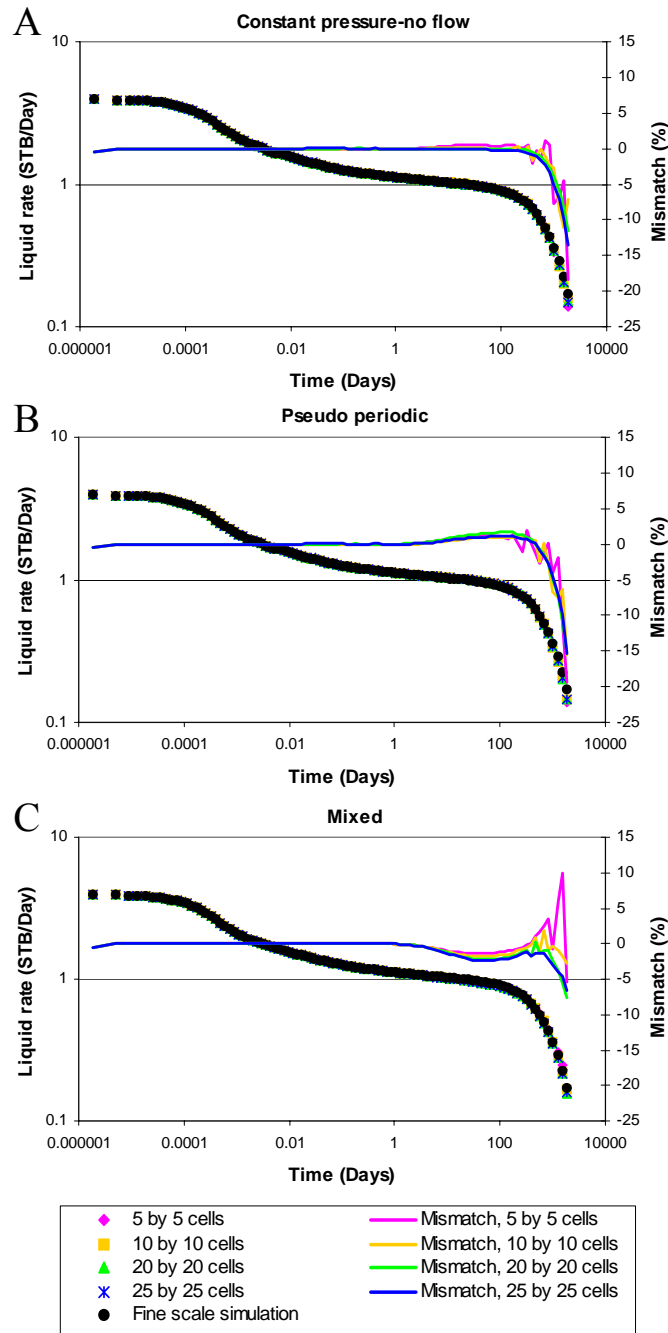 A
Constant pressure-no flow
10
1
0.1
Liquid rate (STB/Day)
15
10
5
0
-5
-10
-15
-20
-25
Mismatch (%)
0.000001
0.0001
0.01
1
100
10000
Time (Days)
B
Pseudo periodic
10
1
0.1
Liquid rate (STB/Day)
15
10
5
0
-5
-10
-15
-20
-25
Mismatch (%)
0.000001
0.0001
0.01
1
100
10000
Time (Days)
C
Mixed
10
1
0.1
Liquid rate (STB/Day)
15
10
5
0
-5
-10
-15
-20
-25
Mismatch (%)
0.000001
0.0001
0.01
1
100
10000
Time (Days)
5 by 5 cells
Mismatch, 5 by 5 cells
10 by 10 cells
Mismatch, 10 by 10 cells
20 by 20 cells
Mismatch, 20 by 20 cells
25 by 25 cells
Mismatch, 25 by 25 cells
Fine scale simulation